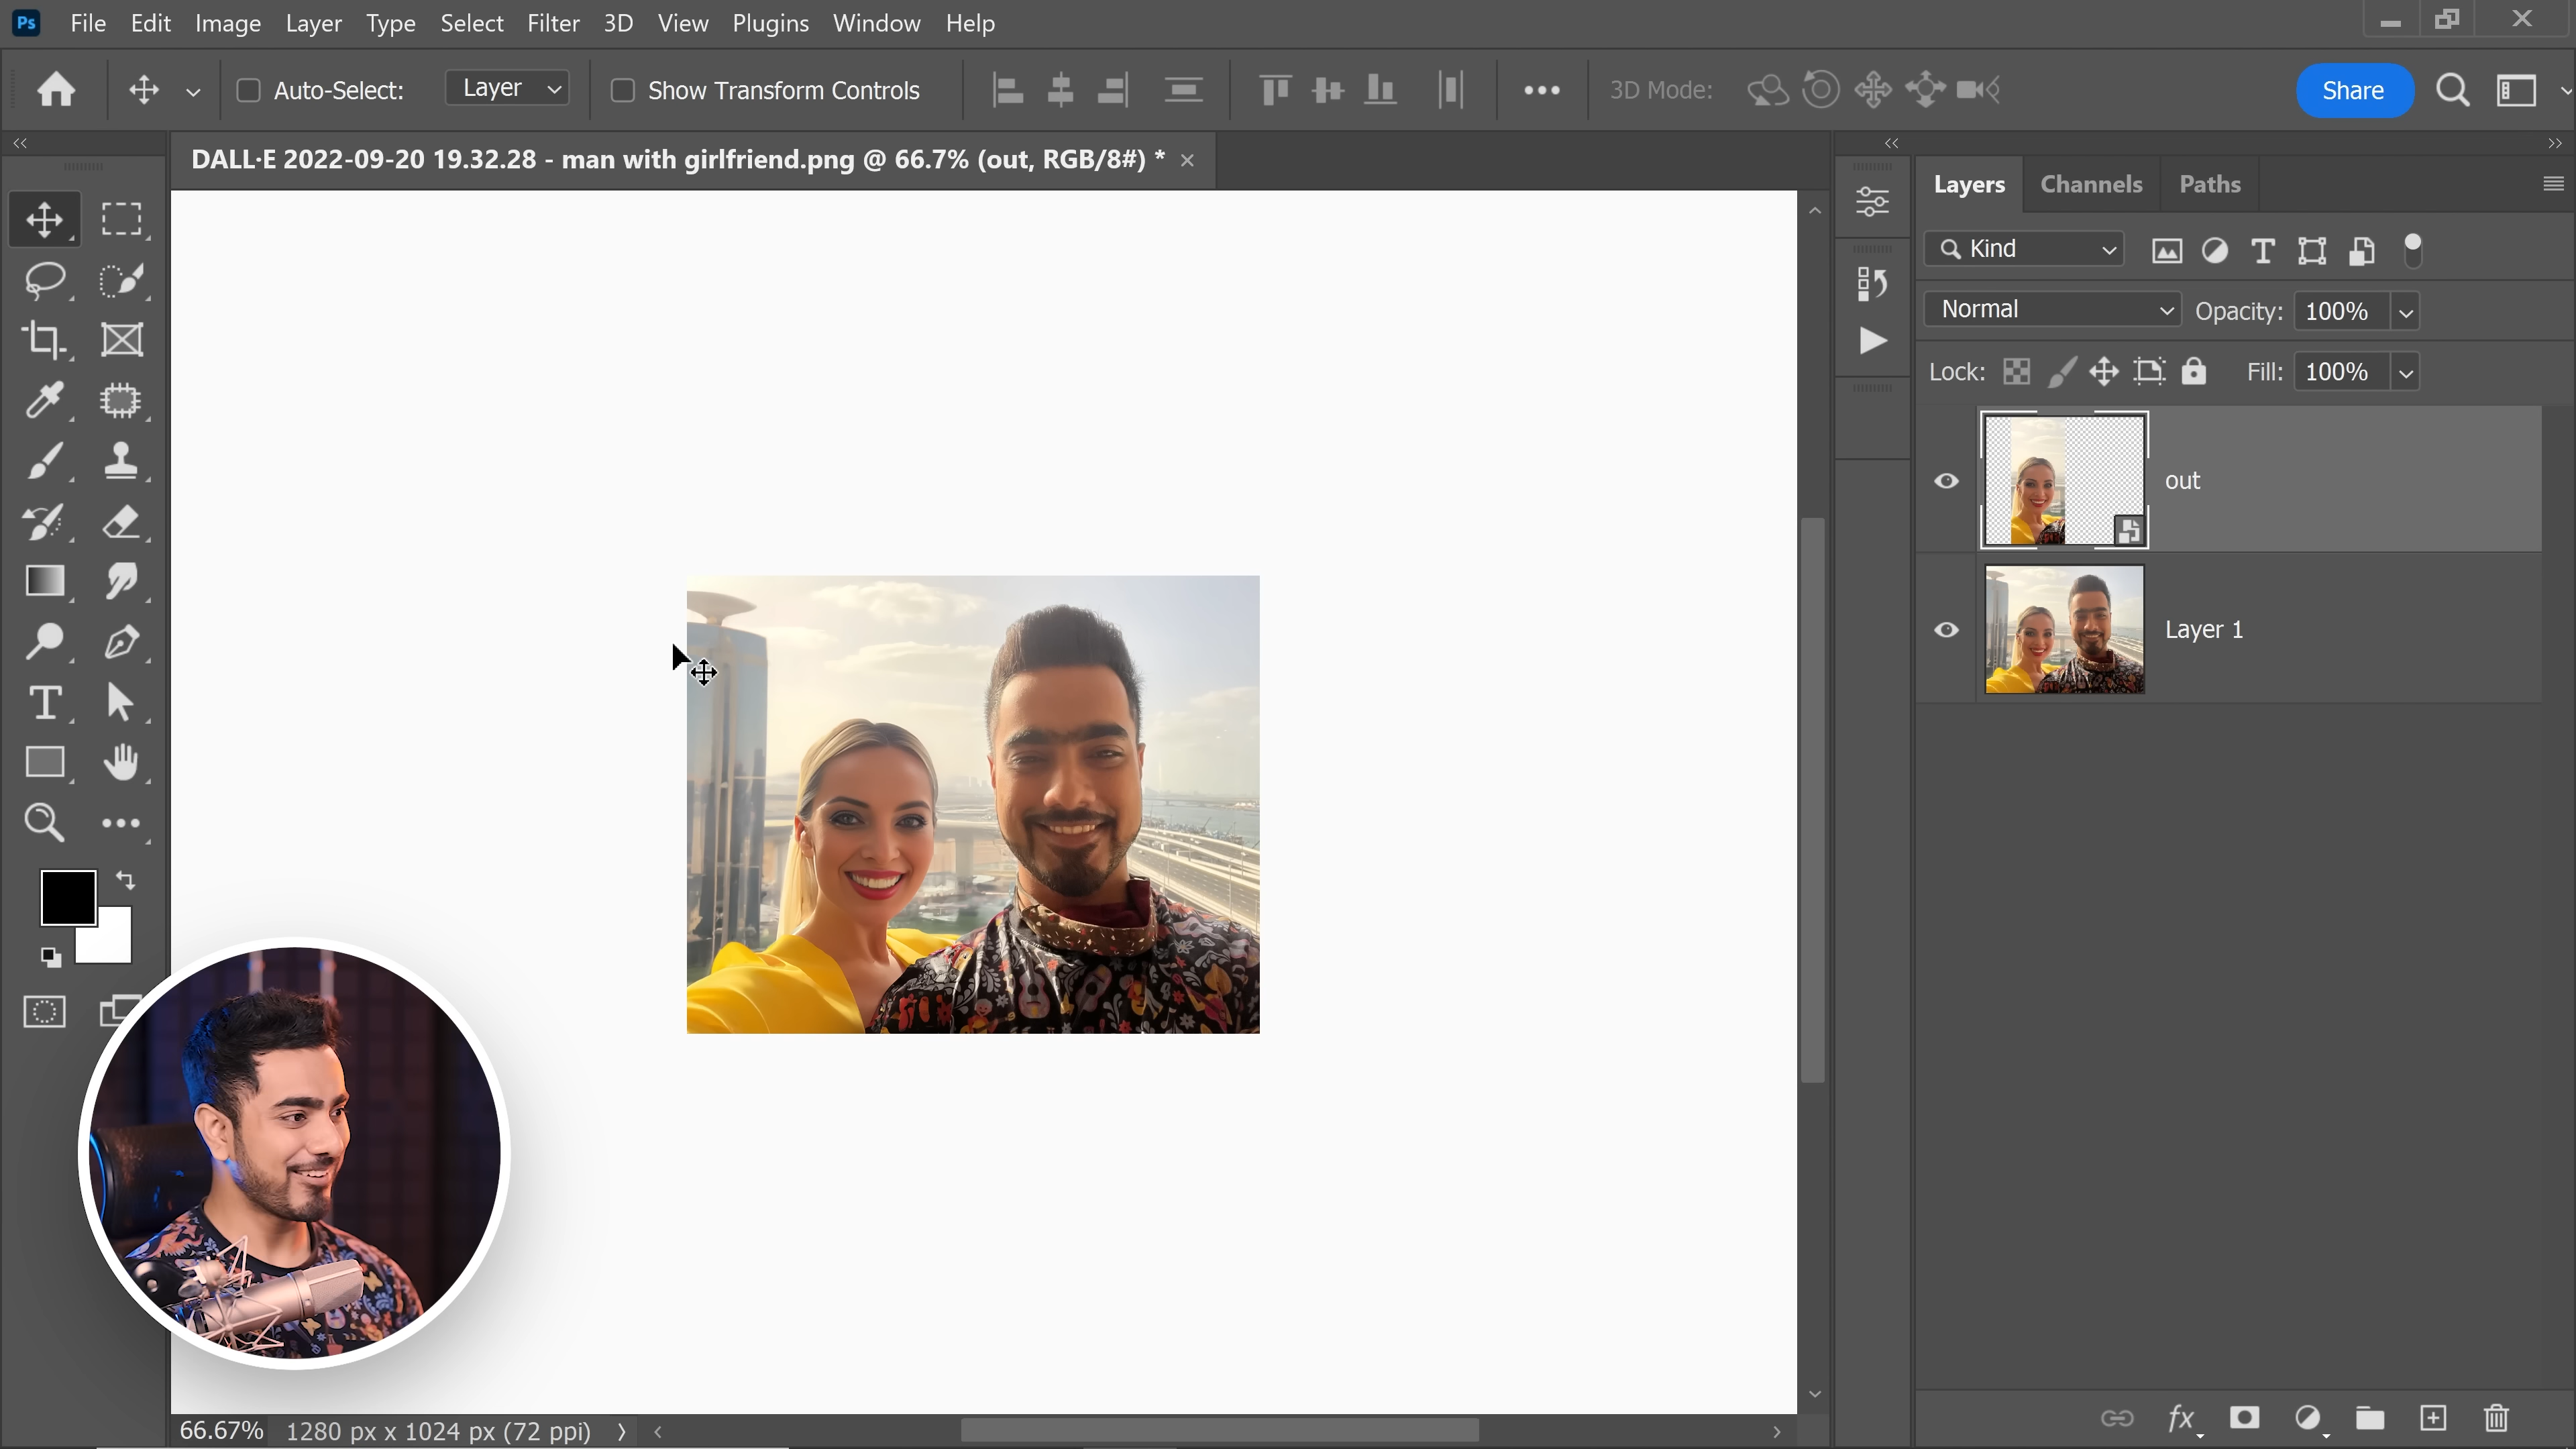 Ps File Edit Image Layer Type Select Filter 3D View Plugins Window Help
Auto-Select: Layer Show Transform Controls 3D Mode: Share
DALL·E 2022-09-20 19.32.28 - man with girlfriend.png @ 66.7% (out, RGB/8#) *
Layers Channels Paths
Kind
Normal Opacity: 100%
Lock: Fill: 100%
out
Layer 1
66.67% 1280 px x 1024 px (72 ppi)
fx